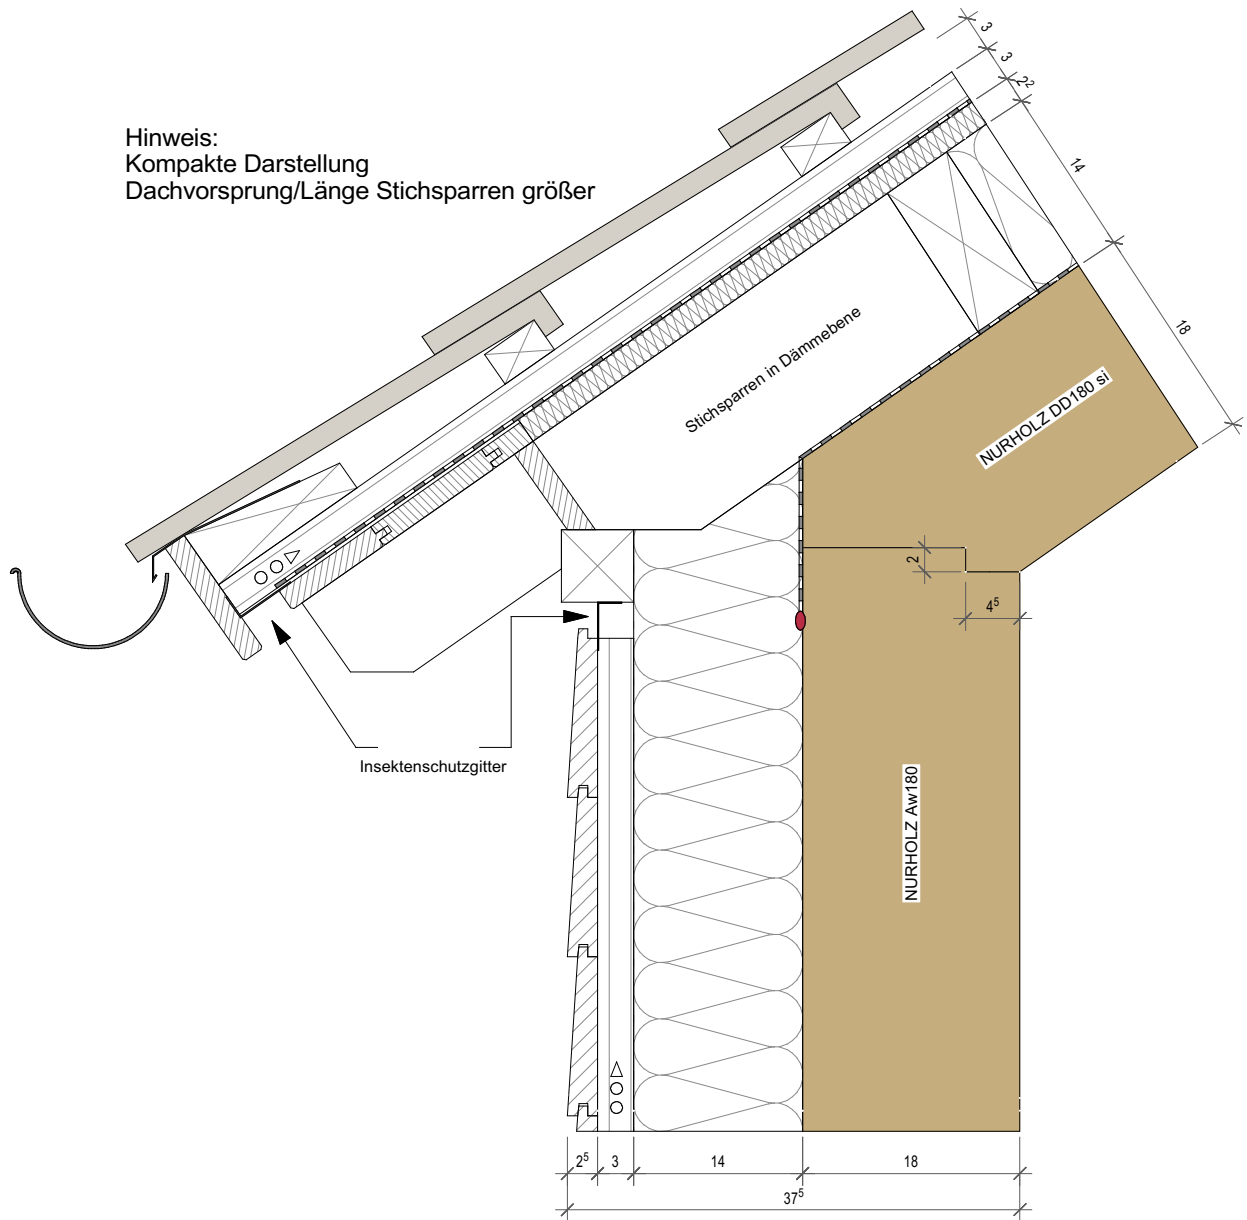 Hinweis:
Kompakte Darstellung
Dachvorsprung/Länge Stichsparren größer
3
3
2²
14
18
Stichsparren in Dämmebene
NURHOLZ DD180 si
2
4⁵
Insektenschutzgitter
NURHOLZ Aw180
2⁵
3
14
18
37⁵